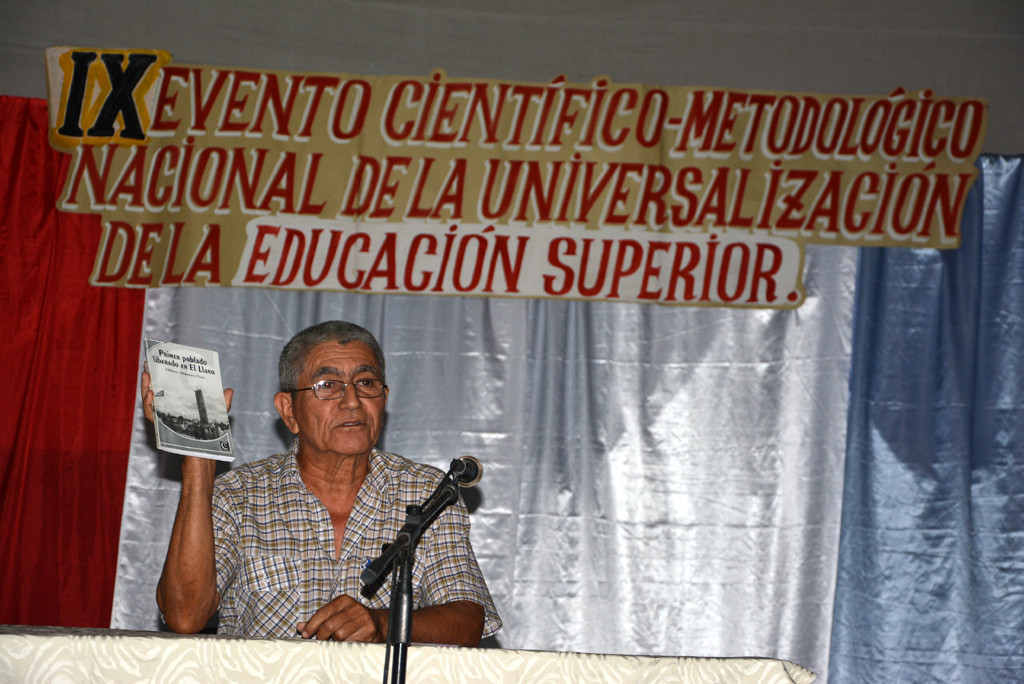 IX EVENTO CIENTÍFICO-METODOLÓGICO
NACIONAL DE LA UNIVERSALIZACIÓN
DE LA EDUCACIÓN SUPERIOR.
Primer poblado
liberado en El Llano